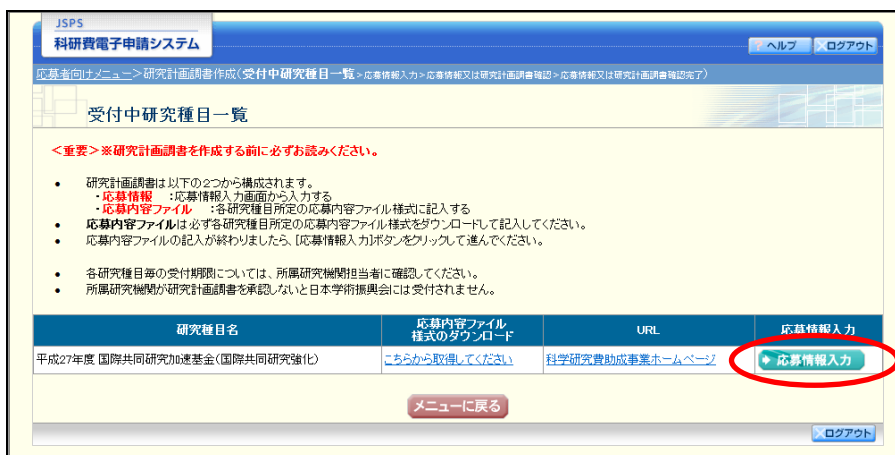 JSPS
科研費電子申請システム
ヘルプ
ログアウト
応募者向けメニュー>研究計画調書作成(受付中研究種目一覧>応募情報入力>応募情報又は研究計画調書確認>応募情報又は研究計画調書確認完了)
受付中研究種目一覧
<重要>※研究計画調書を作成する前に必ずお読みください。
• 研究計画調書は以下の2つから構成されます。
・応募情報 :応募情報入力画面から入力する
・応募内容ファイル :各研究種目所定の応募内容ファイル様式に記入する
• 応募内容ファイルは必ず各研究種目所定の応募内容ファイル様式をダウンロードして記入してください。
• 応募内容ファイルの記入が終わりましたら、[応募情報入力]ボタンをクリックして進んでください。
• 各研究種目毎の受付期限については、所属研究機関担当者に確認してください。
• 所属研究機関が研究計画調書を承認しないと日本学術振興会には受付されません。
研究種目名
応募内容ファイル
様式のダウンロード
URL
応募情報入力
平成27年度 国際共同研究加速基金(国際共同研究強化)
こちらから取得してください
科学研究費助成事業ホームページ
応募情報入力
メニューに戻る
ログアウト